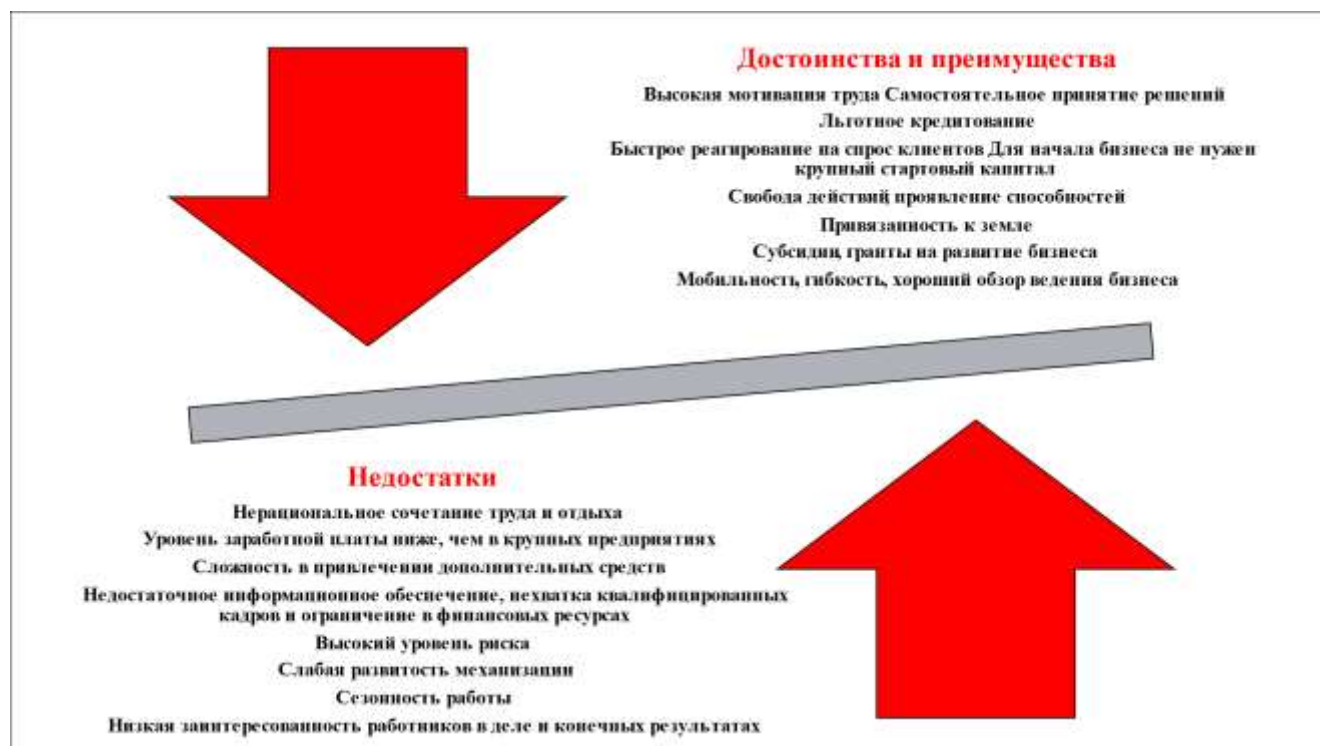 Достоинства и преимущества
Высокая мотивация труда Самостоятельное принятие решений
Льготное кредитование
Быстрое реагирование на спрос клиентов Для начала бизнеса не нужен
крупный стартовый капитал
Свобода действий, проявление способностей
Привязанность к земле
Субсидии, гранты на развитие бизнеса
Мобильность, гибкость, хороший обзор ведения бизнеса
Недостатки
Нерациональное сочетание труда и отдыха
Уровень заработной платы ниже, чем в крупных предприятиях
Сложность в привлечении дополнительных средств
Недостаточное информационное обеспечение, нехватка квалифицированных
кадров и ограничение в финансовых ресурсах
Высокий уровень риска
Слабая развитость механизации
Сезонность работы
Низкая заинтересованность работников в деле и конечных результатах